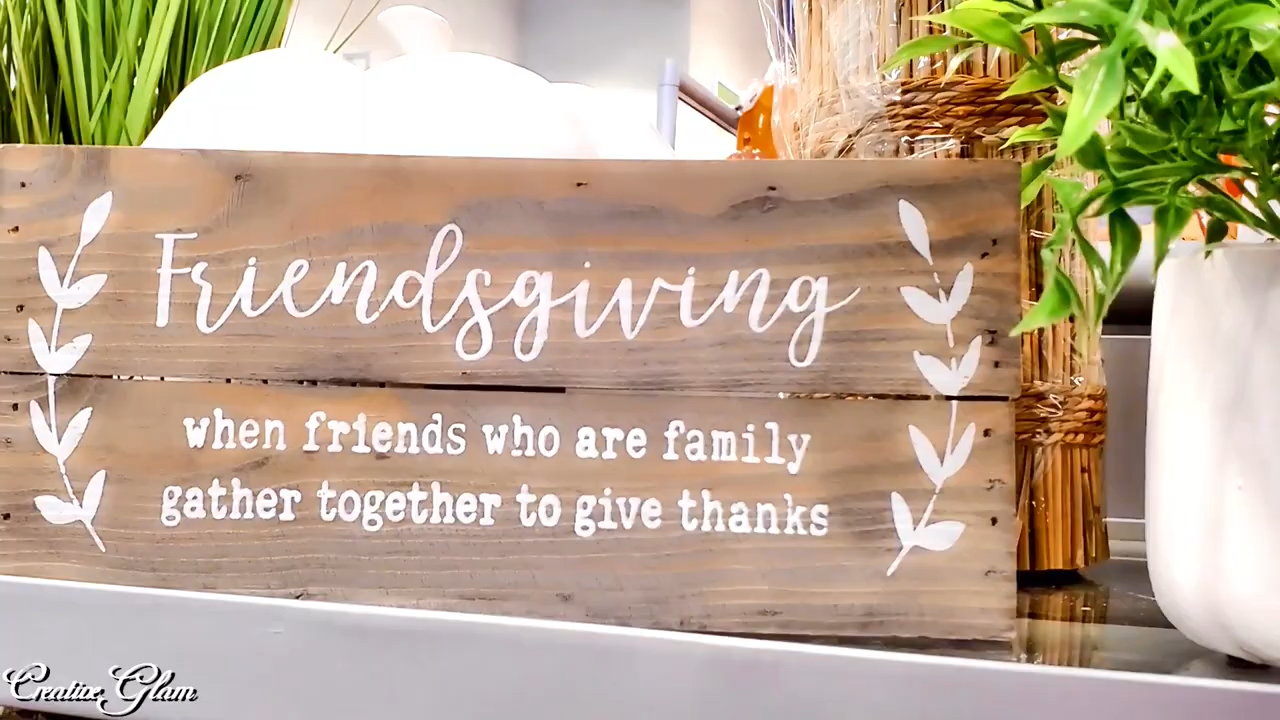 Friendsgiving
when friends who are family
gather together to give thanks
Creative Glam